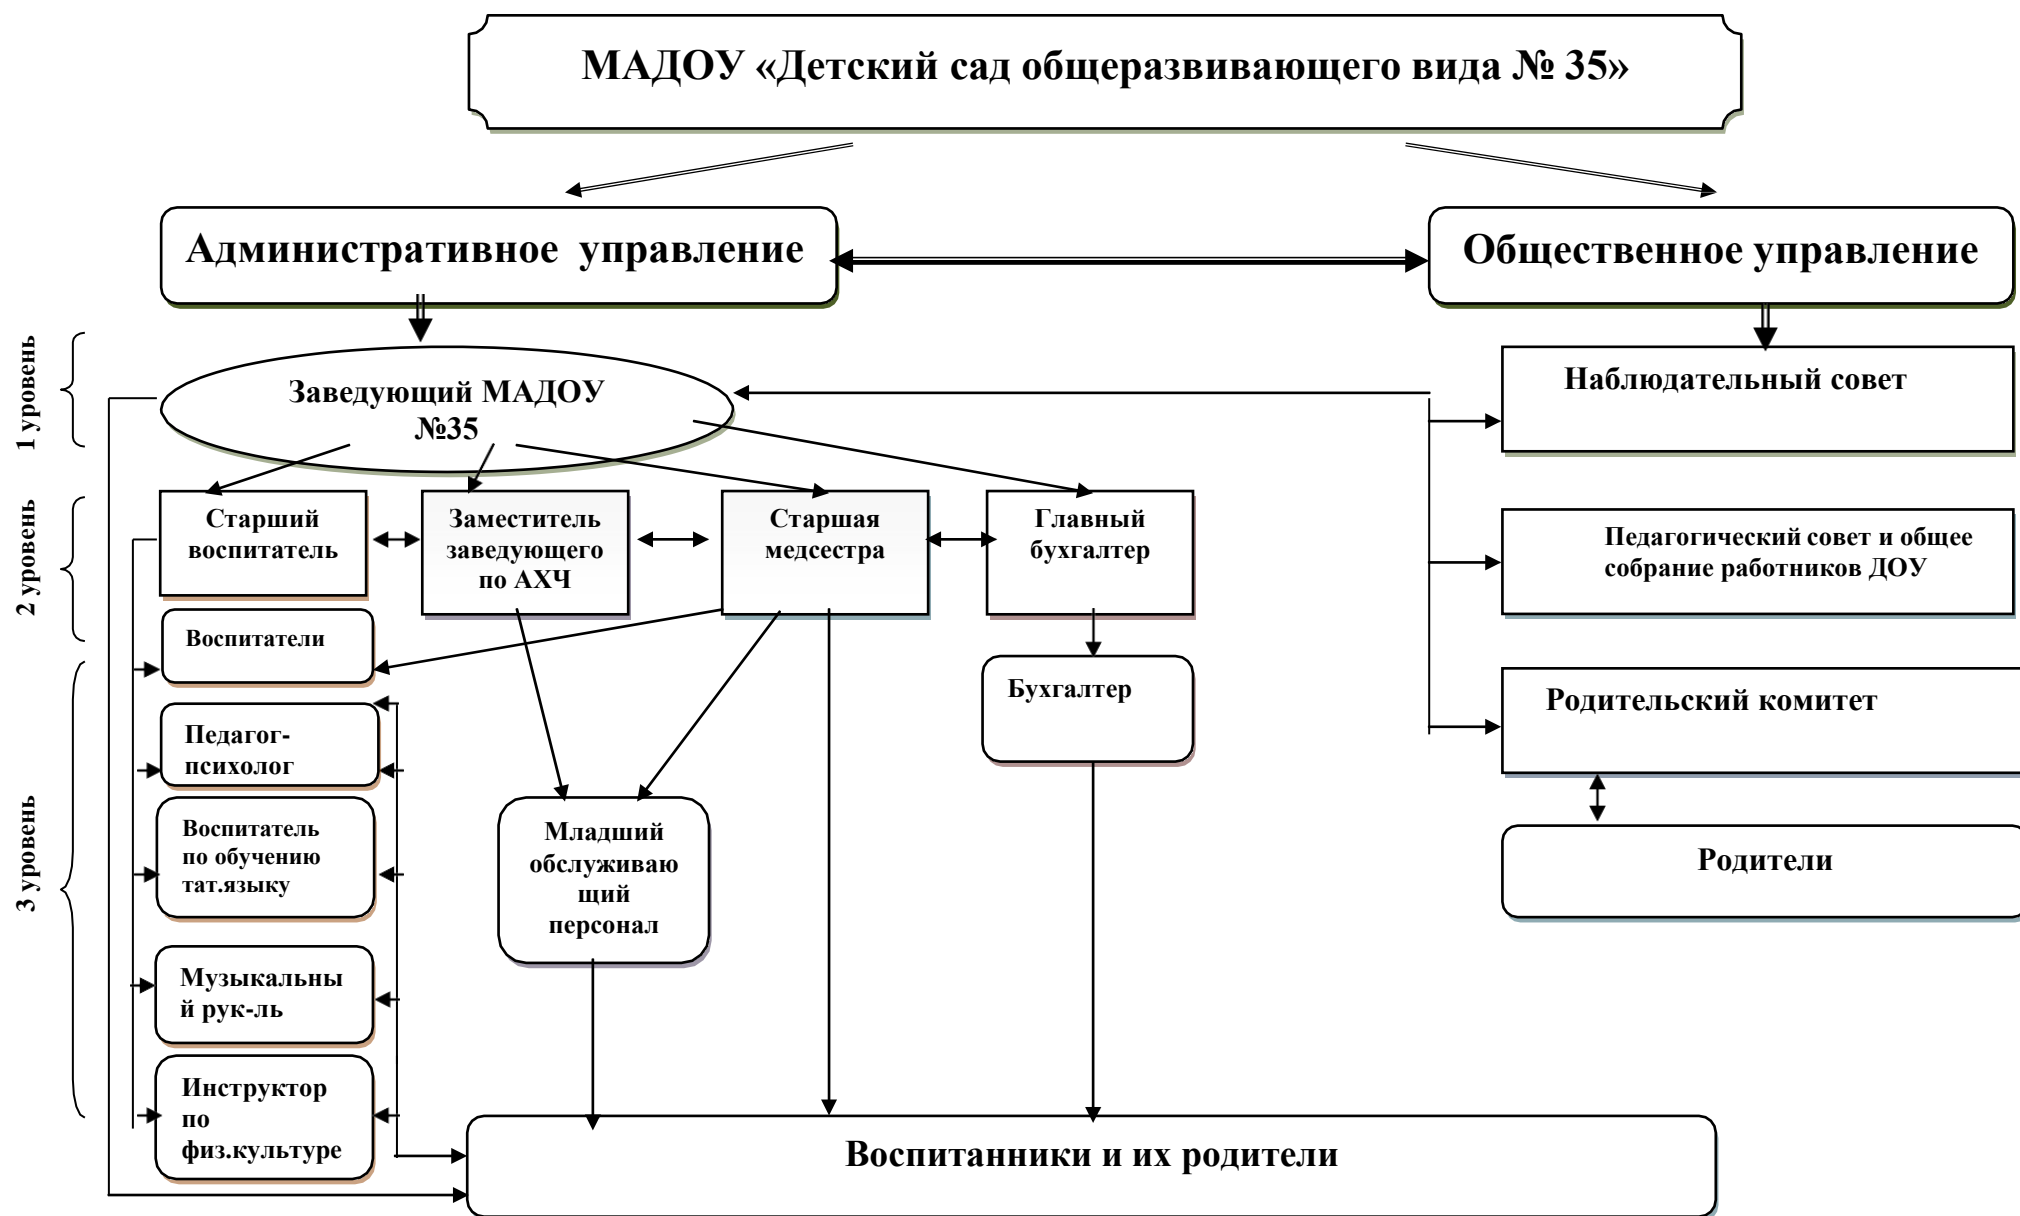 МАДОУ «Детский сад общеразвивающего вида № 35»
Административное управление
Общественное управление
1 уровень
Заведующий МАДОУ
№35
Наблюдательный совет
2 уровень
Старший
воспитатель
Заместитель
заведующего
по АХЧ
Старшая
медсестра
Главный
бухгалтер
Педагогический совет и общее
собрание работников ДОУ
3 уровень
Воспитатели
Бухгалтер
Родительский комитет
Педагог-
психолог
Воспитатель
по обучению
тат.языку
Младший
обслуживаю
щий
персонал
Родители
Музыкальны
й рук-ль
Инструктор
по
физ.культуре
Воспитанники и их родители